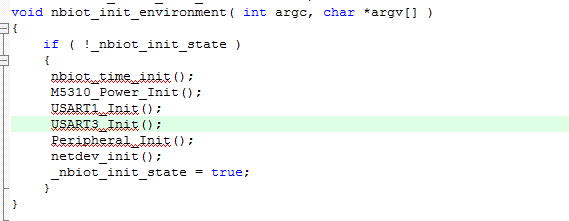 void nbiot_init_environment( int argc, char *argv[] )
{
if ( !_nbiot_init_state )
{
nbiot_time_init();
M5310_Power_Init();
USART1_Init();
USART3_Init();
Peripheral_Init();
netdev_init();
_nbiot_init_state = true;
}
}